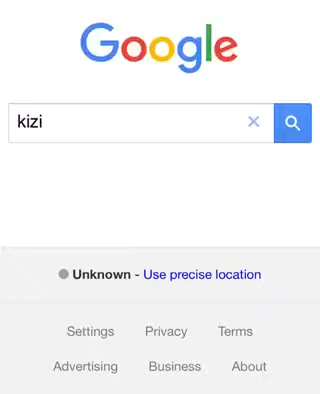 Google
kizi
Unknown - Use precise location
Settings Privacy Terms
Advertising Business About